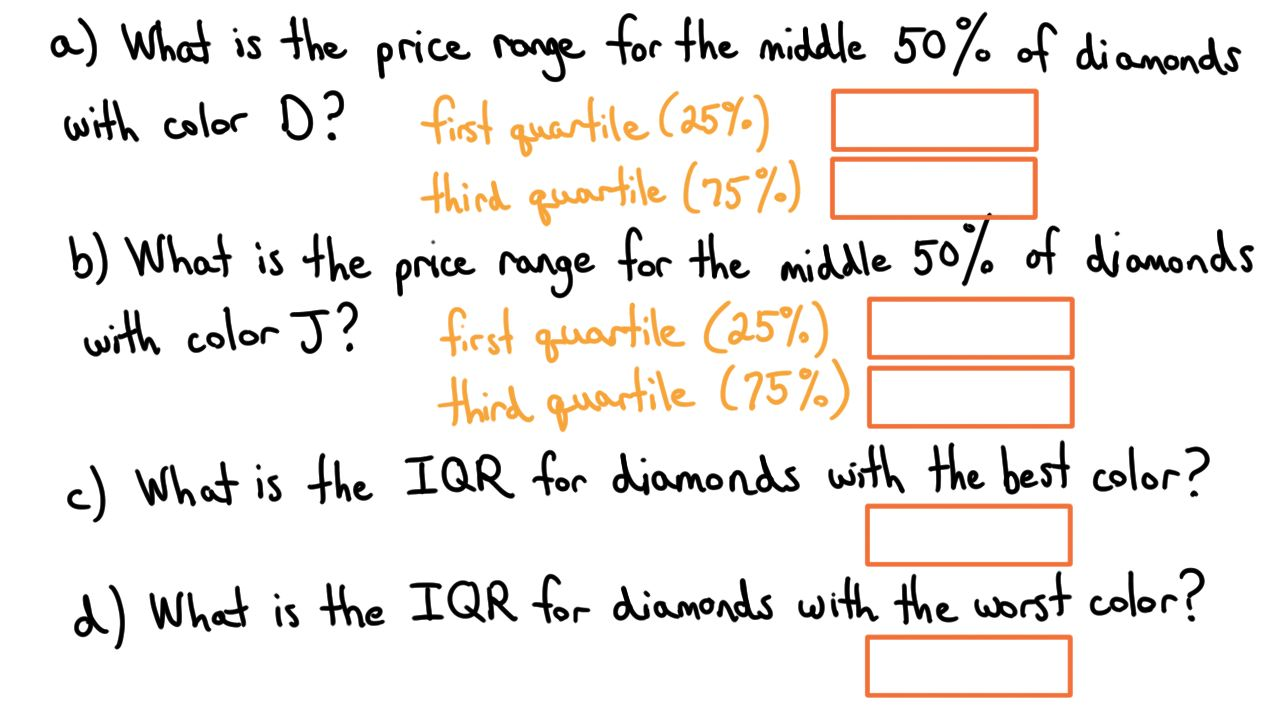 a) What is the price range for the middle 50% of diamonds
with color D? first quartile (25%)
third quartile (75%)
b) What is the price range for the middle 50% of diamonds
with color J? first quartile (25%)
third quartile (75%)
c) What is the IQR for diamonds with the best color?
d) What is the IQR for diamonds with the worst color?